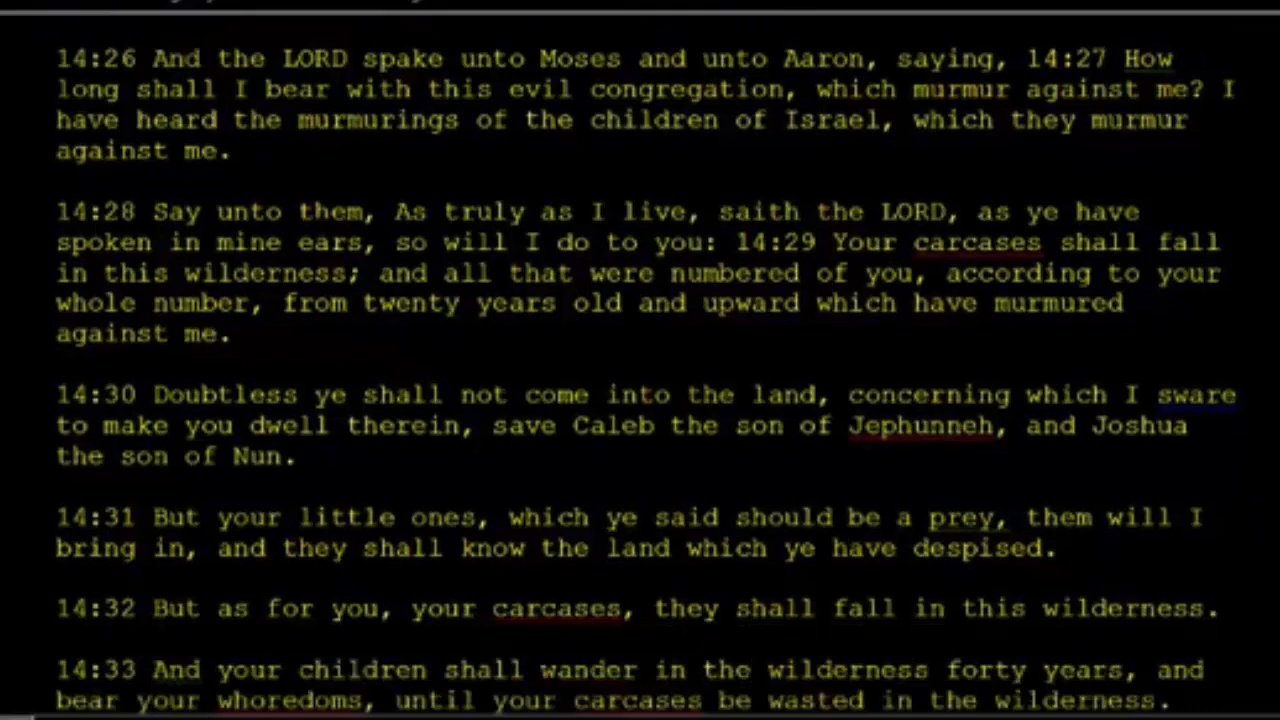 14:26 And the LORD spake unto Moses and unto Aaron, saying, 14:27 How
long shall I bear with this evil congregation, which murmur against me? I
have heard the murmurings of the children of Israel, which they murmur
against me.
14:28 Say unto them, As truly as I live, saith the LORD, as ye have
spoken in mine ears, so will I do to you: 14:29 Your carcases shall fall
in this wilderness; and all that were numbered of you, according to your
whole number, from twenty years old and upward which have murmured
against me.
14:30 Doubtless ye shall not come into the land, concerning which I sware
to make you dwell therein, save Caleb the son of Jephunneh, and Joshua
the son of Nun.
14:31 But your little ones, which ye said should be a prey, them will I
bring in, and they shall know the land which ye have despised.
14:32 But as for you, your carcases, they shall fall in this wilderness.
14:33 And your children shall wander in the wilderness forty years, and
bear your whoredoms, until your carcases be wasted in the wilderness.